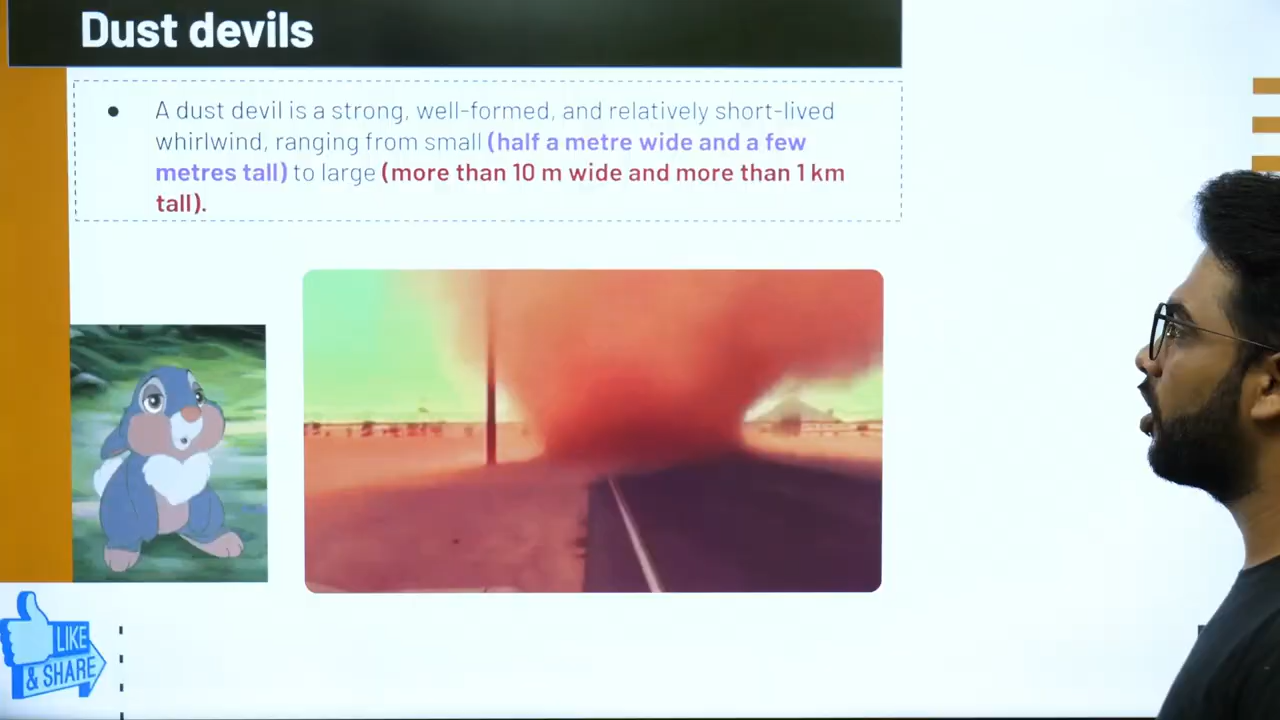 Dust devils
● A dust devil is a strong, well-formed, and relatively short-lived
whirlwind, ranging from small (half a metre wide and a few
metres tall) to large (more than 10 m wide and more than 1 km
tall).
LIKE
& SHARE